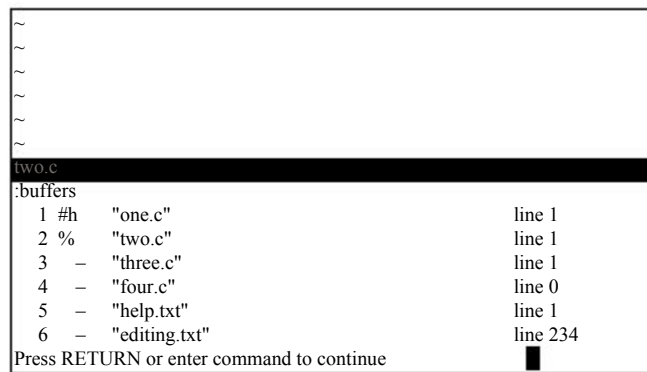 ~
~
~
~
~
~
two.c
:buffers
1 #h "one.c" line 1
2 % "two.c" line 1
3 – "three.c" line 1
4 – "four.c" line 0
5 – "help.txt" line 1
6 – "editing.txt" line 234
Press RETURN or enter command to continue